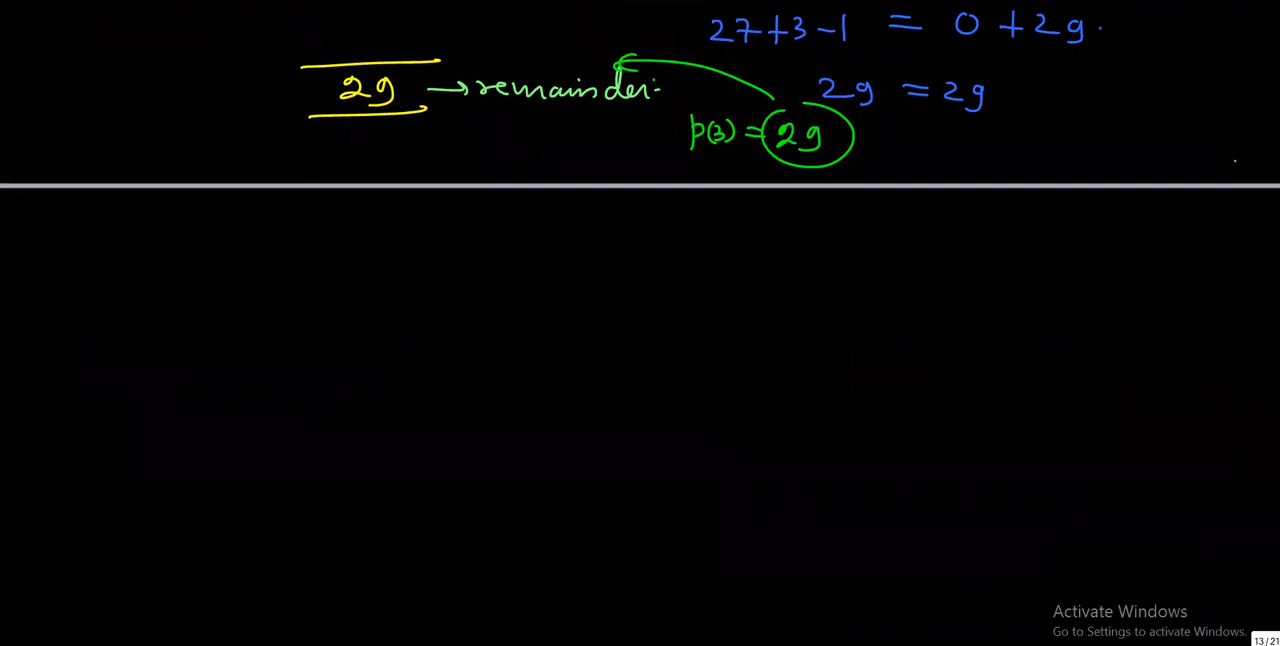 27+3-1 = 0+29.
29 → remainder.
29 = 29
p(3) = 29
Activate Windows
Go to Settings to activate Windows.
13 / 21